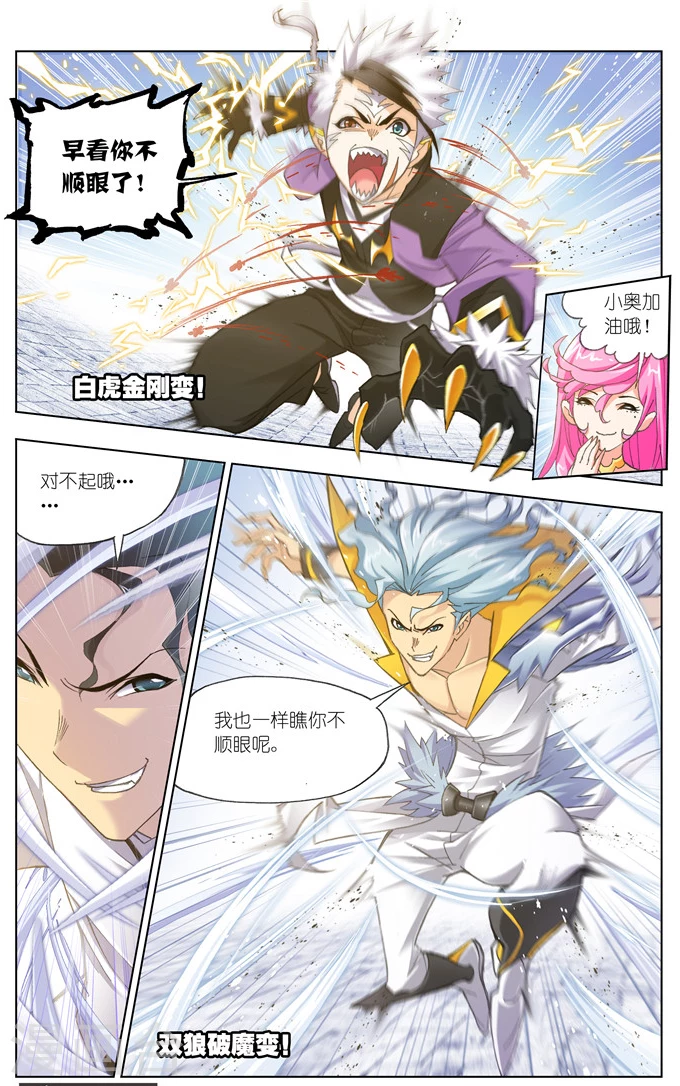 早看你不
顺眼了！
小奥加
油哦！
白虎金刚变！
对不起哦···
···
我也一样瞧你不
顺眼呢。
双狼破魔变！